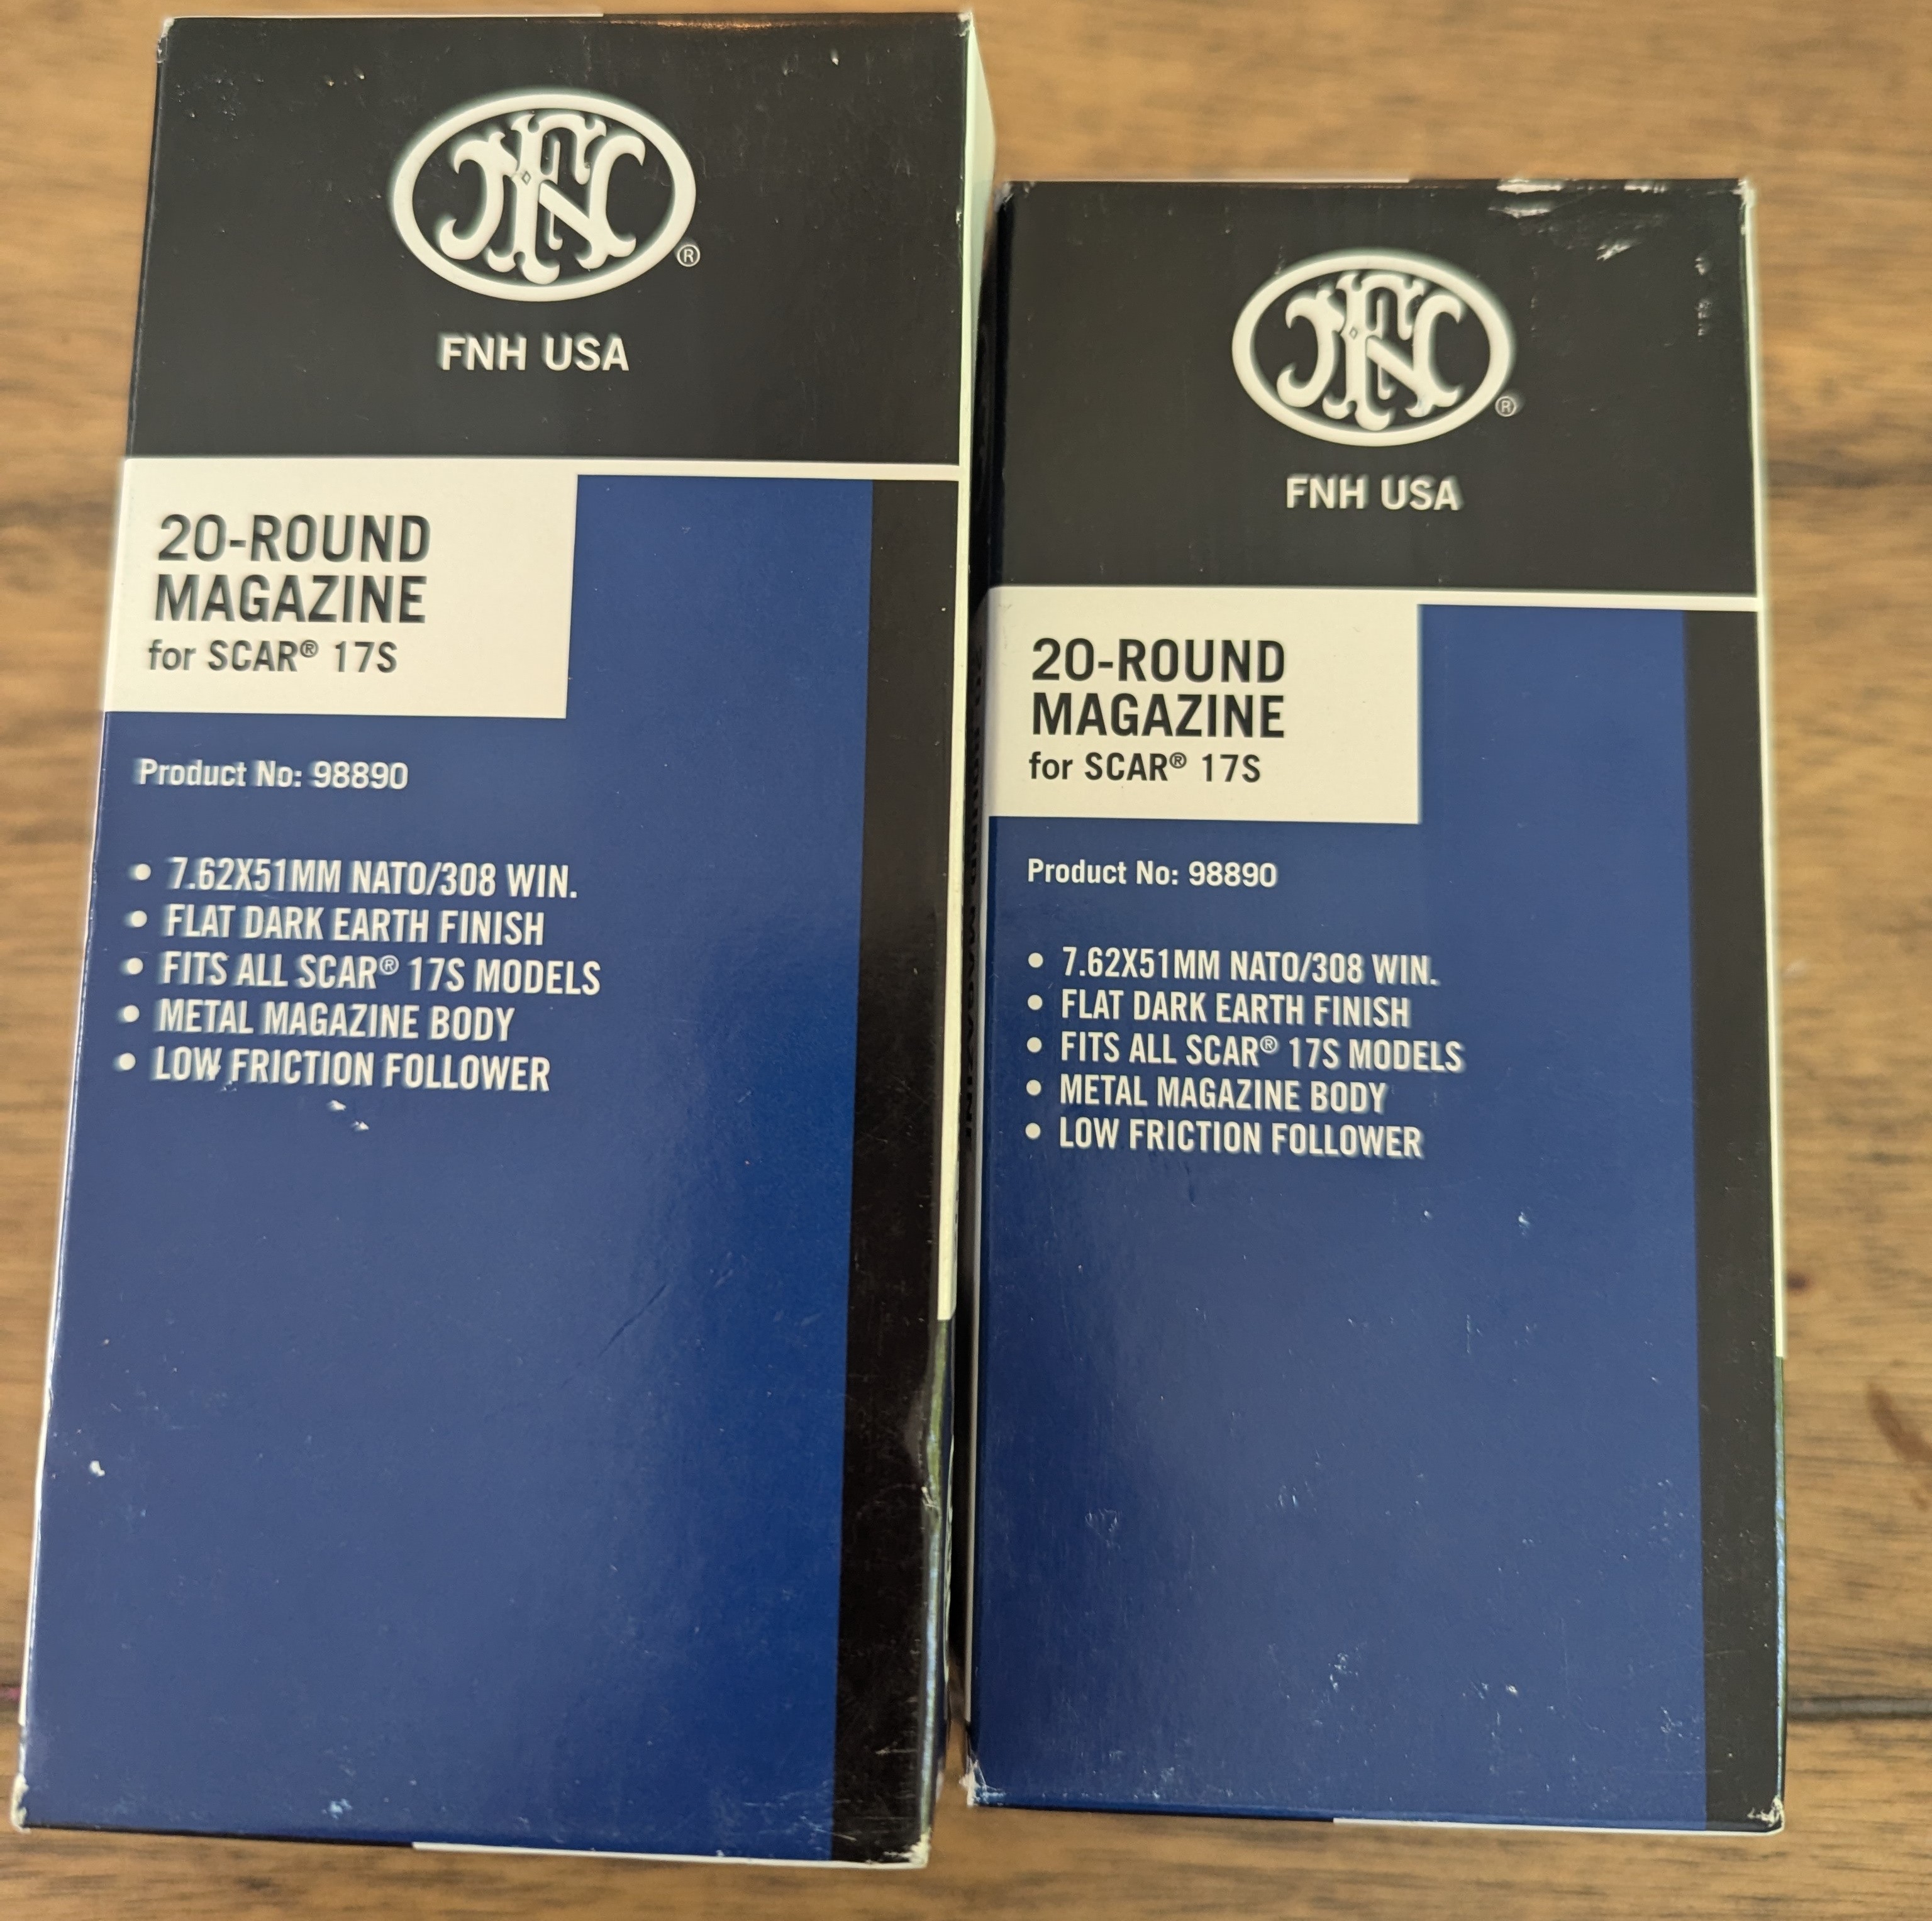 FN®
FNH USA
20-ROUND
MAGAZINE
for SCAR® 17S
Product No: 98890
• 7.62X51MM NATO/308 WIN.
• FLAT DARK EARTH FINISH
• FITS ALL SCAR® 17S MODELS
• METAL MAGAZINE BODY
• LOW FRICTION FOLLOWER
FN®
FNH USA
20-ROUND
MAGAZINE
for SCAR® 17S
Product No: 98890
• 7.62X51MM NATO/308 WIN.
• FLAT DARK EARTH FINISH
• FITS ALL SCAR® 17S MODELS
• METAL MAGAZINE BODY
• LOW FRICTION FOLLOWER